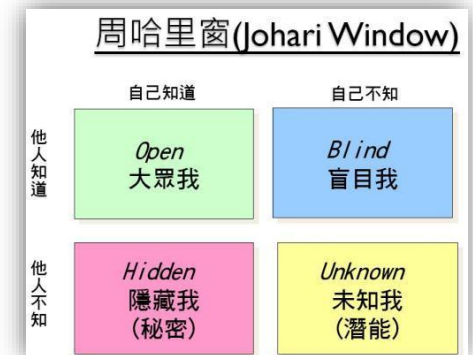 周哈里窗(Johari Window)
自己知道
自己不知
他人知道
Open
大眾我
Blind
盲目我
他人不知
Hidden
隱藏我
(秘密)
Unknown
未知我
(潛能)